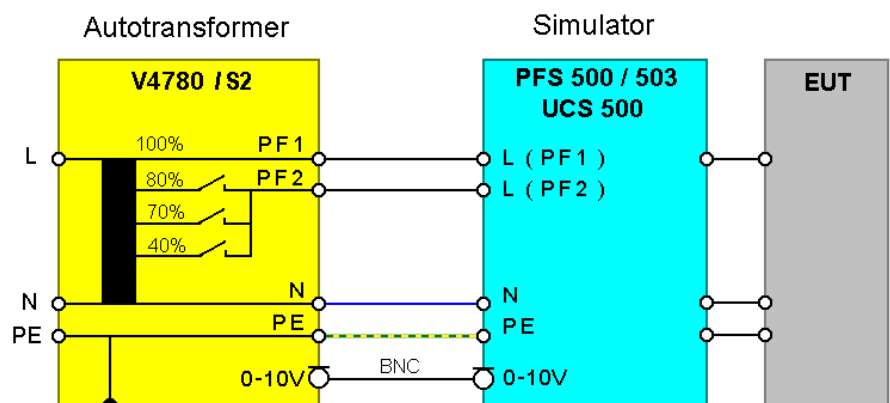 Autotransformer
Simulator
V4780 / S2
PFS 500 / 503
UCS 500
EUT
L
100%
PF1
L ( PF1 )
80%
PF2
L ( PF2 )
70%
40%
N
N
N
PE
PE
PE
0-10V
BNC
0-10V